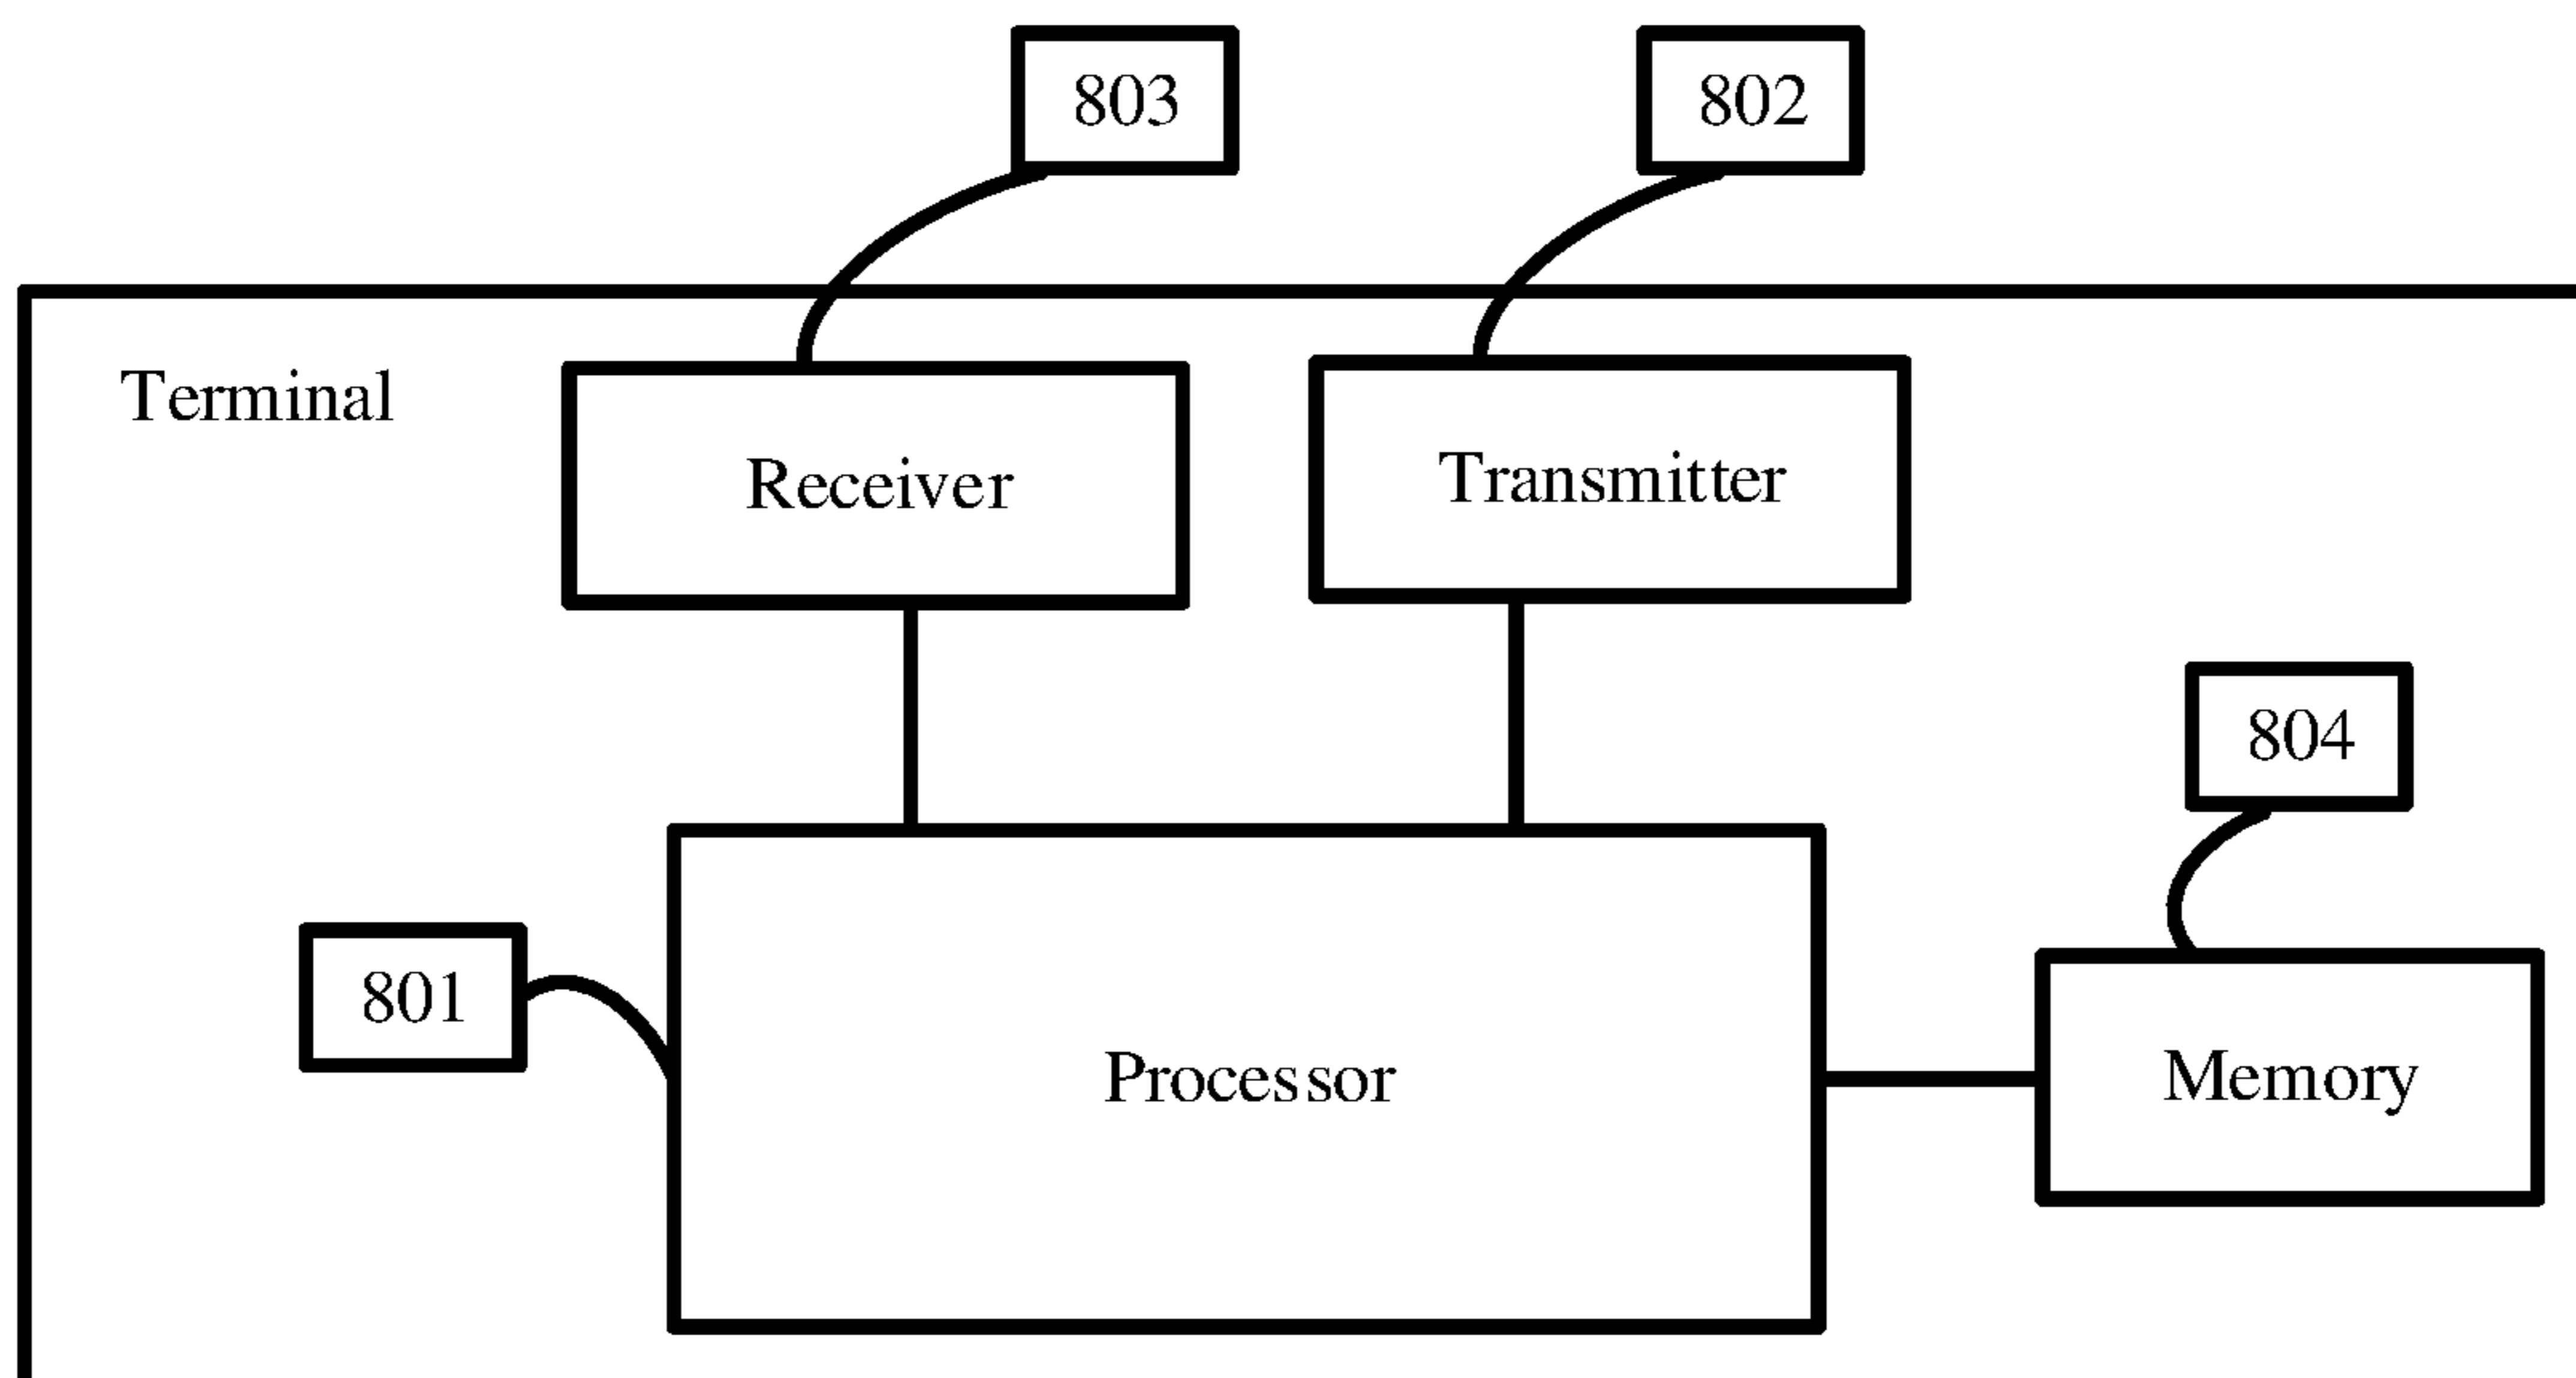 803
802
Terminal
Receiver
Transmitter
804
801
Processor
Memory